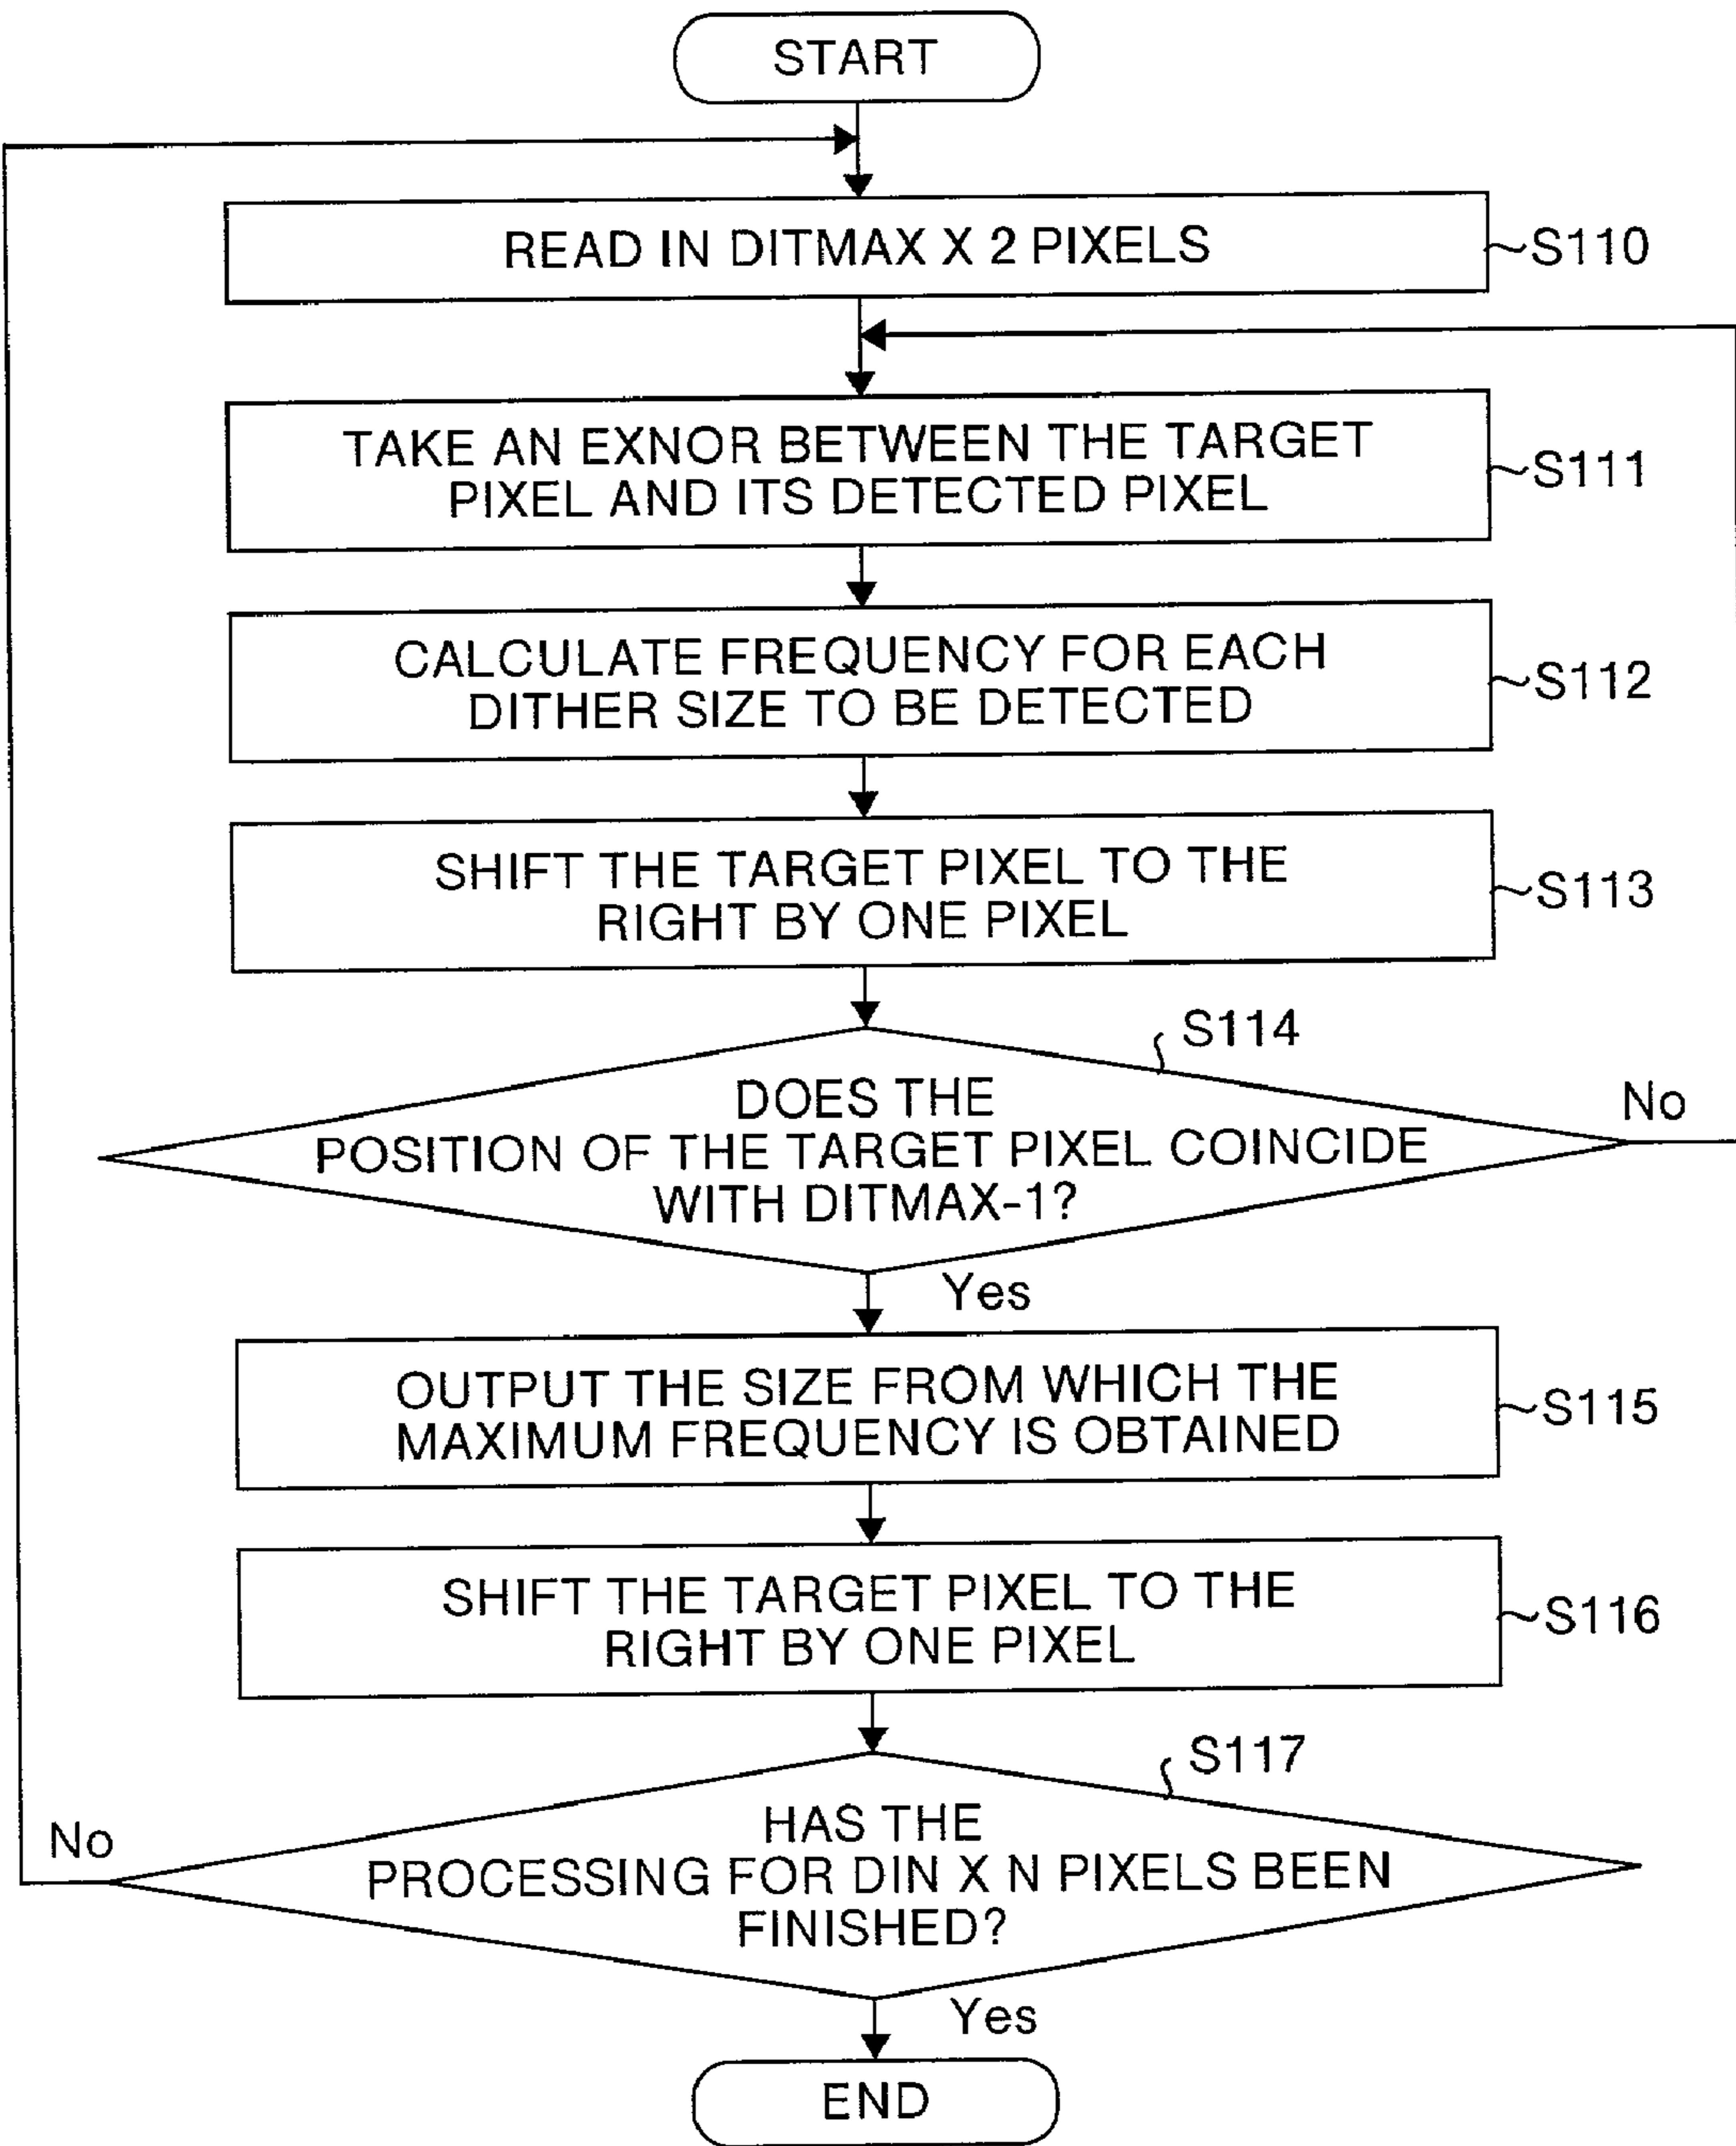 START
READ IN DITMAX X 2 PIXELS
S110
TAKE AN EXNOR BETWEEN THE TARGET
PIXEL AND ITS DETECTED PIXEL
S111
CALCULATE FREQUENCY FOR EACH
DITHER SIZE TO BE DETECTED
S112
SHIFT THE TARGET PIXEL TO THE
RIGHT BY ONE PIXEL
S113
S114
DOES THE
POSITION OF THE TARGET PIXEL COINCIDE
WITH DITMAX-1?
No
Yes
OUTPUT THE SIZE FROM WHICH THE
MAXIMUM FREQUENCY IS OBTAINED
S115
SHIFT THE TARGET PIXEL TO THE
RIGHT BY ONE PIXEL
S116
S117
HAS THE
PROCESSING FOR DIN X N PIXELS BEEN
FINISHED?
No
Yes
END